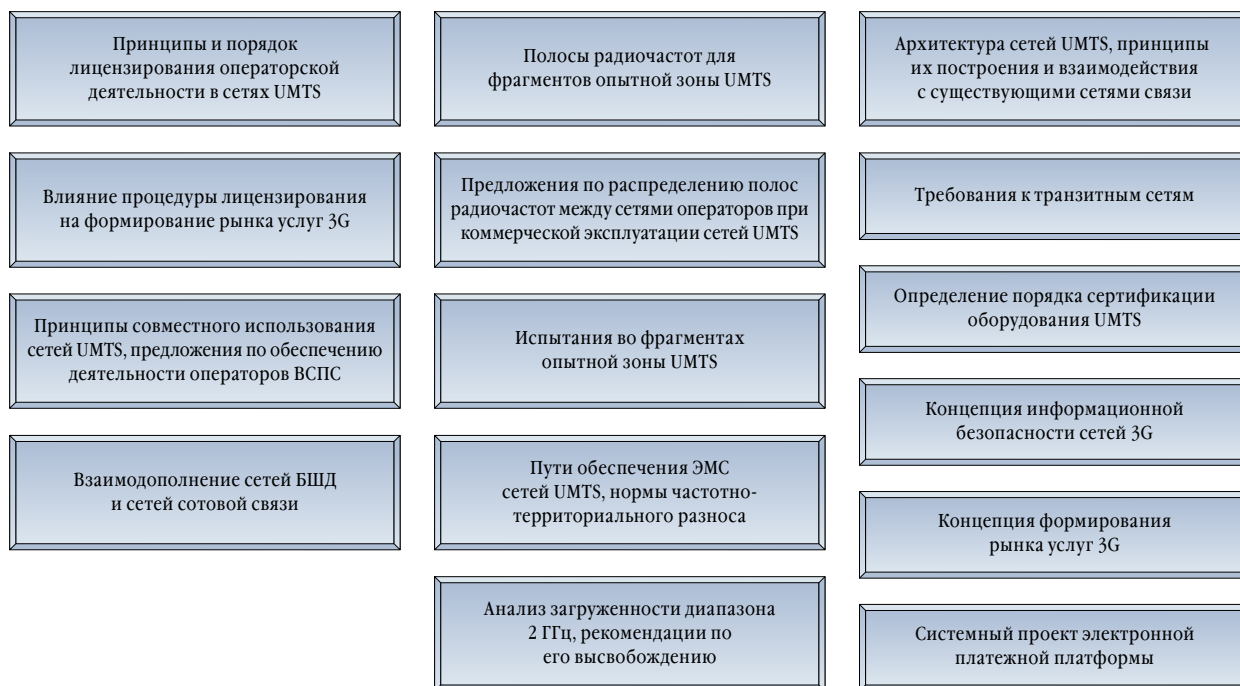 Принципы и порядок
лицензирования операторской
деятельности в сетях UMTS
Влияние процедуры лицензирования
на формирование рынка услуг 3G
Принципы совместного использования
сетей UMTS, предложения по обеспечению
деятельности операторов ВСПС
Взаимодополнение сетей БШД
и сетей сотовой связи
Полосы радиочастот для
фрагментов опытной зоны UMTS
Предложения по распределению полос
радиочастот между сетями операторов при
коммерческой эксплуатации сетей UMTS
Испытания во фрагментах
опытной зоны UMTS
Пути обеспечения ЭМС
сетей UMTS, нормы частотно-
территориального разноса
Анализ загруженности диапазона
2 ГГц, рекомендации по
его высвобождению
Архитектура сетей UMTS, принципы
их построения и взаимодействия
с существующими сетями связи
Требования к транзитным сетям
Определение порядка сертификации
оборудования UMTS
Концепция информационной
безопасности сетей 3G
Концепция формирования
рынка услуг 3G
Системный проект электронной
платежной платформы